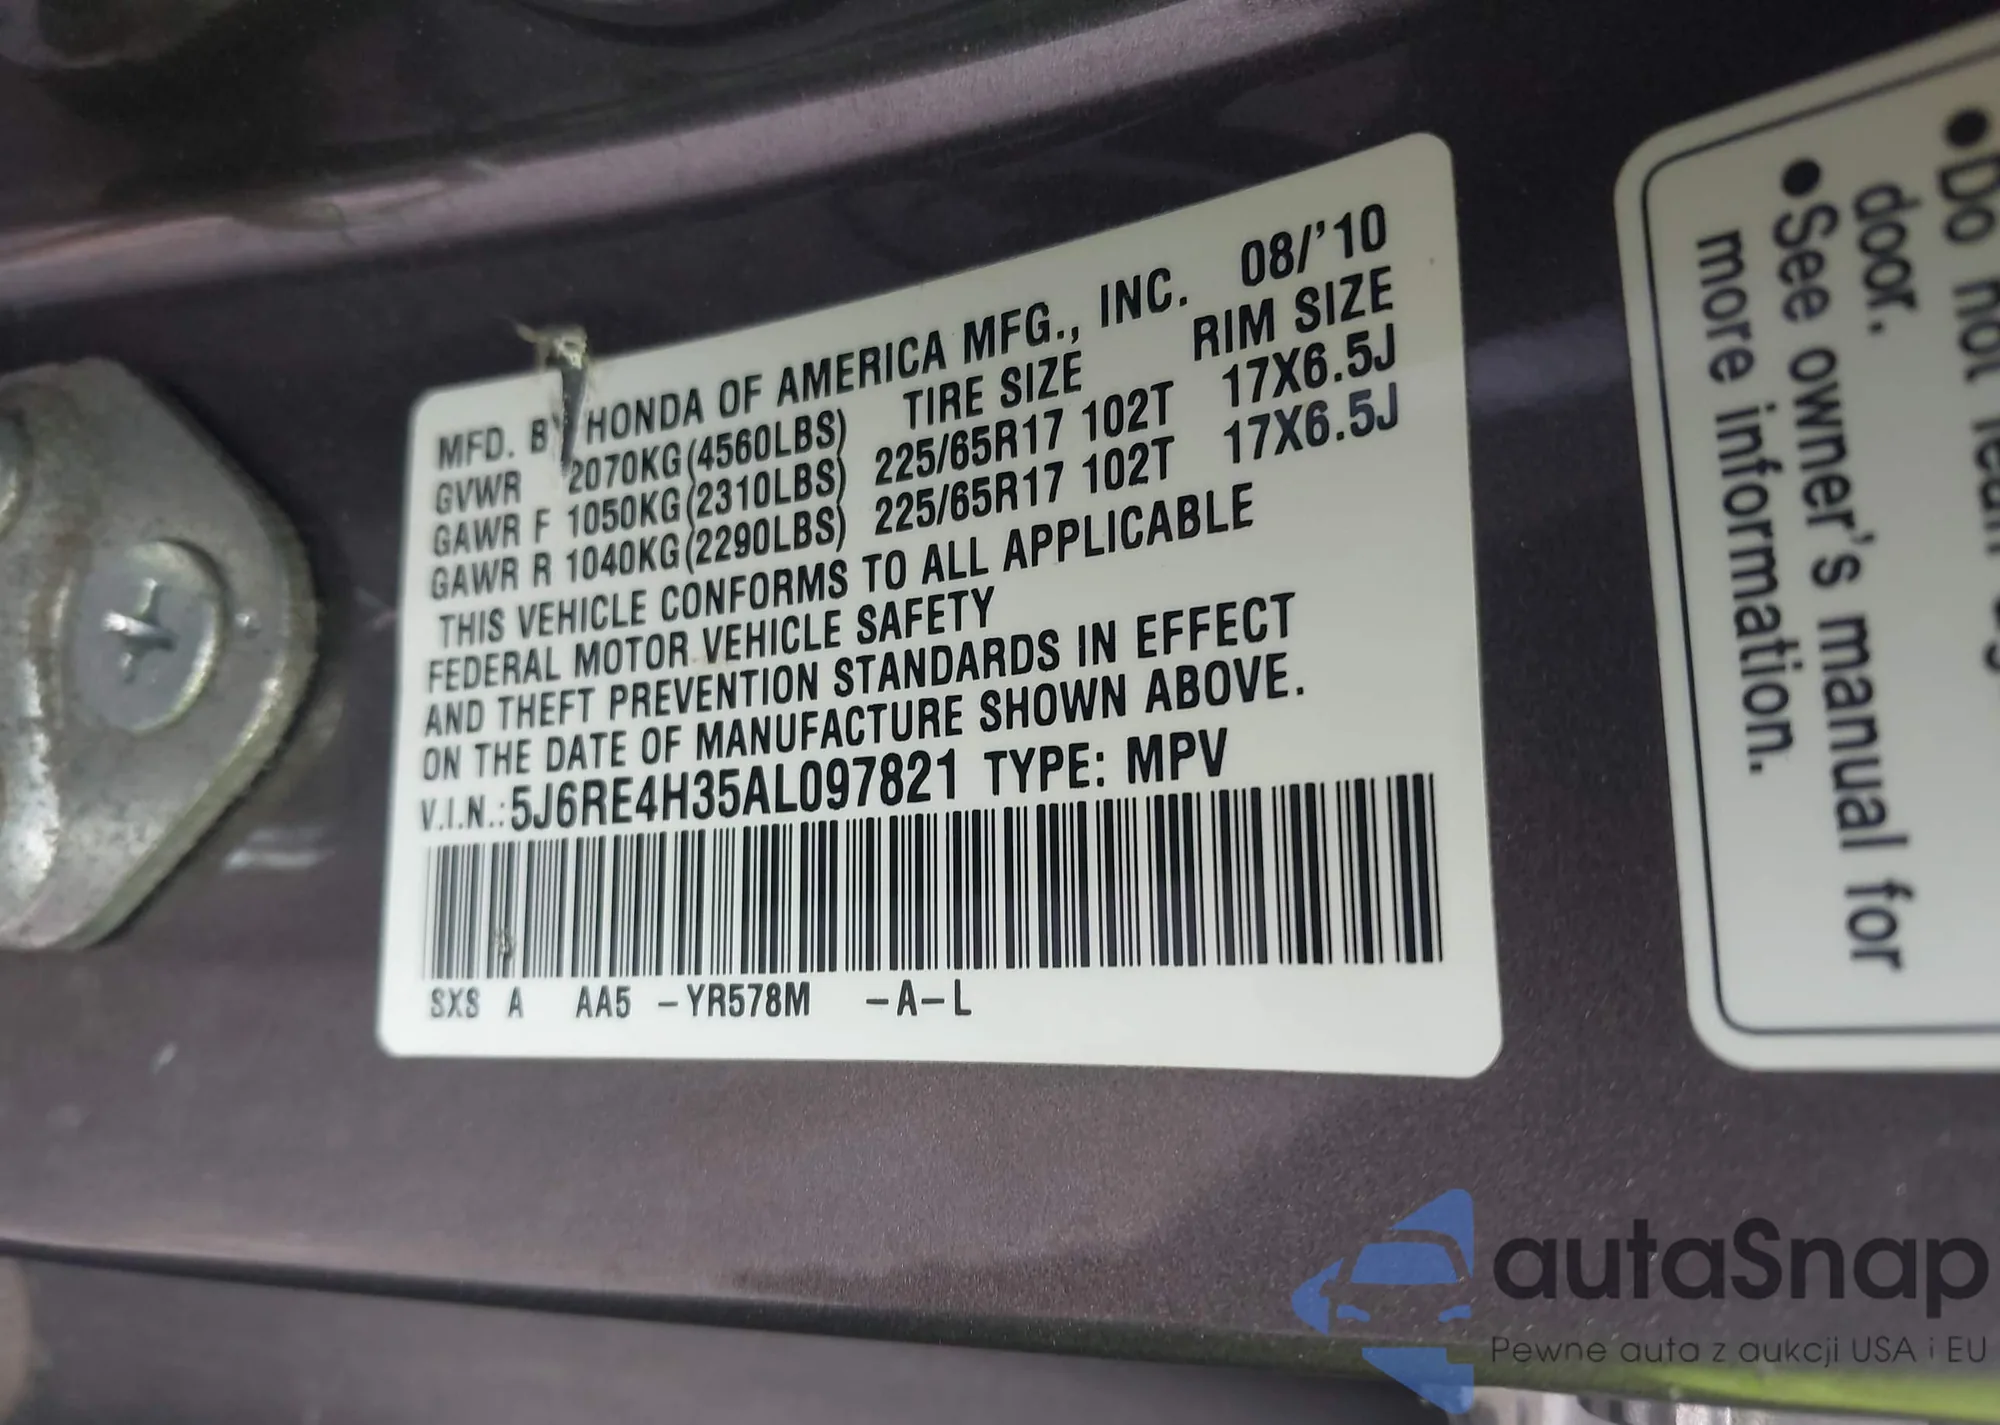 MFD. BY HONDA OF AMERICA MFG., INC. 08/'10
GVWR 2070KG(4560LBS) TIRE SIZE RIM SIZE
GAWR F 1050KG(2310LBS) 225/65R17 102T 17X6.5J
GAWR R 1040KG(2290LBS) 225/65R17 102T 17X6.5J
THIS VEHICLE CONFORMS TO ALL APPLICABLE
FEDERAL MOTOR VEHICLE SAFETY
AND THEFT PREVENTION STANDARDS IN EFFECT
ON THE DATE OF MANUFACTURE SHOWN ABOVE.
V.I.N.: 5J6RE4H35AL097821 TYPE: MPV
SXS A AA5 -YR578M -A-L
●Do not lean
door.
●See owner's manual for
more information.
autaSnap
Pewne auta z aukcji USA i EU